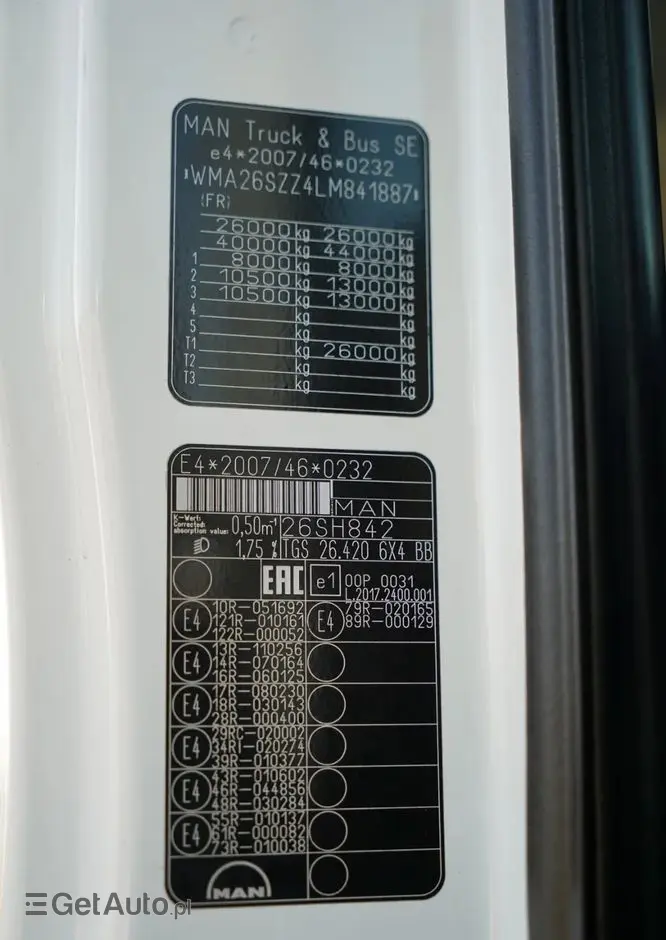 MAN Truck & Bus SE
e4*2007/46*0232
*WMA26SZZ4LM841887*
(FR)
26000 kg 26000 kg
40000 kg 44000 kg
1 8000 kg 8000 kg
2 10500 kg 13000 kg
3 10500 kg 13000 kg
4 kg kg
5 kg kg
T1 kg 26000 kg
T2 kg kg
T3 kg kg
E4*2007/46*0232
MAN
K-Wert:
Corrected
absorption value: 0,50m-1 26SH842
1,75 % TGS 26.420 6X4 BB
EAC e1 00P 0031
L.2017.2400.001
E4 10R-051692 E4 79R-020165
121R-010161 89R-000129
122R-000052
E4 13R-110256
14R-070164
16R-060125
E4 17R-080230
18R-030143
28R-000400
E4 29RC-020007
34RI-020274
39R-010377
E4 43R-010602
46R-044856
48R-030284
E4 55R-010137
61R-000082
73R-010038
MAN
GetAuto.pl